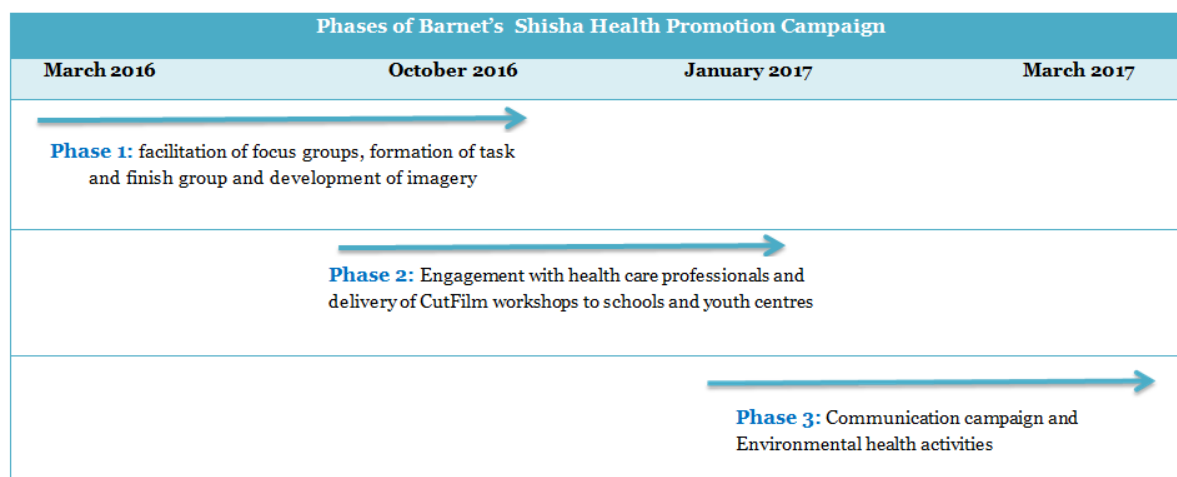 Phases of Barnet's Shisha Health Promotion Campaign
March 2016 October 2016 January 2017 March 2017
Phase 1: facilitation of focus groups, formation of task
and finish group and development of imagery
Phase 2: Engagement with health care professionals and
delivery of CutFilm workshops to schools and youth centres
Phase 3: Communication campaign and
Environmental health activities